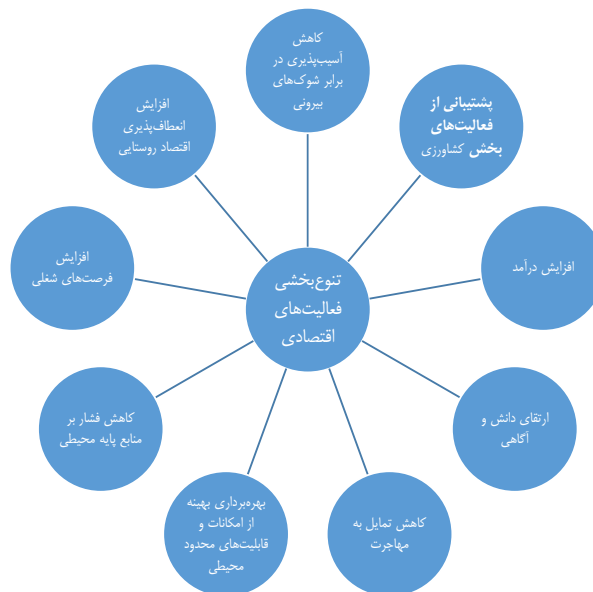 کاهش
آسیب‌پذیری در
برابر شوک‌های
بیرونی
پشتیبانی از
فعالیت‌های
بخش کشاورزی
افزایش درآمد
ارتقای دانش و
آگاهی
کاهش تمایل به
مهاجرت
بهره‌برداری بهینه
از امکانات و
قابلیت‌های محدود
محیطی
کاهش فشار بر
منابع پایه محیطی
افزایش
فرصت‌های شغلی
افزایش
انعطاف‌پذیری
اقتصاد روستایی
تنوع‌بخشی
فعالیت‌های
اقتصادی